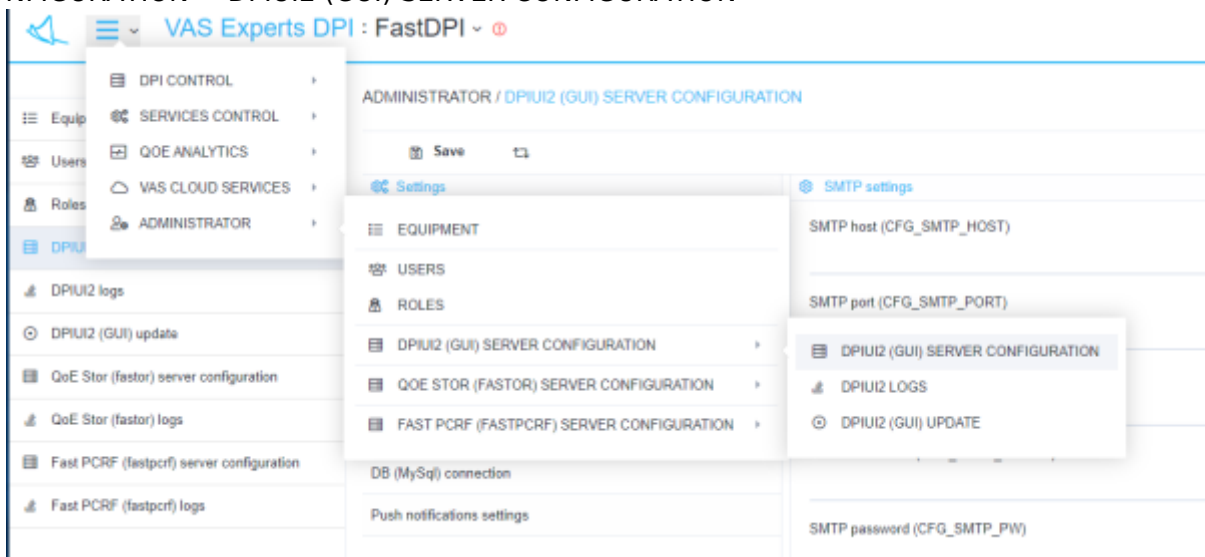 VAS Experts DPI : FastDPI
DPI CONTROL
SERVICES CONTROL
QOE ANALYTICS
VAS CLOUD SERVICES
ADMINISTRATOR
Equip
Users
Roles
DPIUI
DPIUI2 logs
DPIUI2 (GUI) update
QoE Stor (fastor) server configuration
QoE Stor (fastor) logs
Fast PCRF (fastpcrf) server configuration
Fast PCRF (fastpcrf) logs
ADMINISTRATOR / DPIUI2 (GUI) SERVER CONFIGURATION
Save
Settings
EQUIPMENT
USERS
ROLES
DPIUI2 (GUI) SERVER CONFIGURATION
QOE STOR (FASTOR) SERVER CONFIGURATION
FAST PCRF (FASTPCRF) SERVER CONFIGURATION
DB (MySql) connection
Push notifications settings
SMTP settings
SMTP host (CFG_SMTP_HOST)
SMTP port (CFG_SMTP_PORT)
DPIUI2 (GUI) SERVER CONFIGURATION
DPIUI2 LOGS
DPIUI2 (GUI) UPDATE
SMTP password (CFG_SMTP_PW)